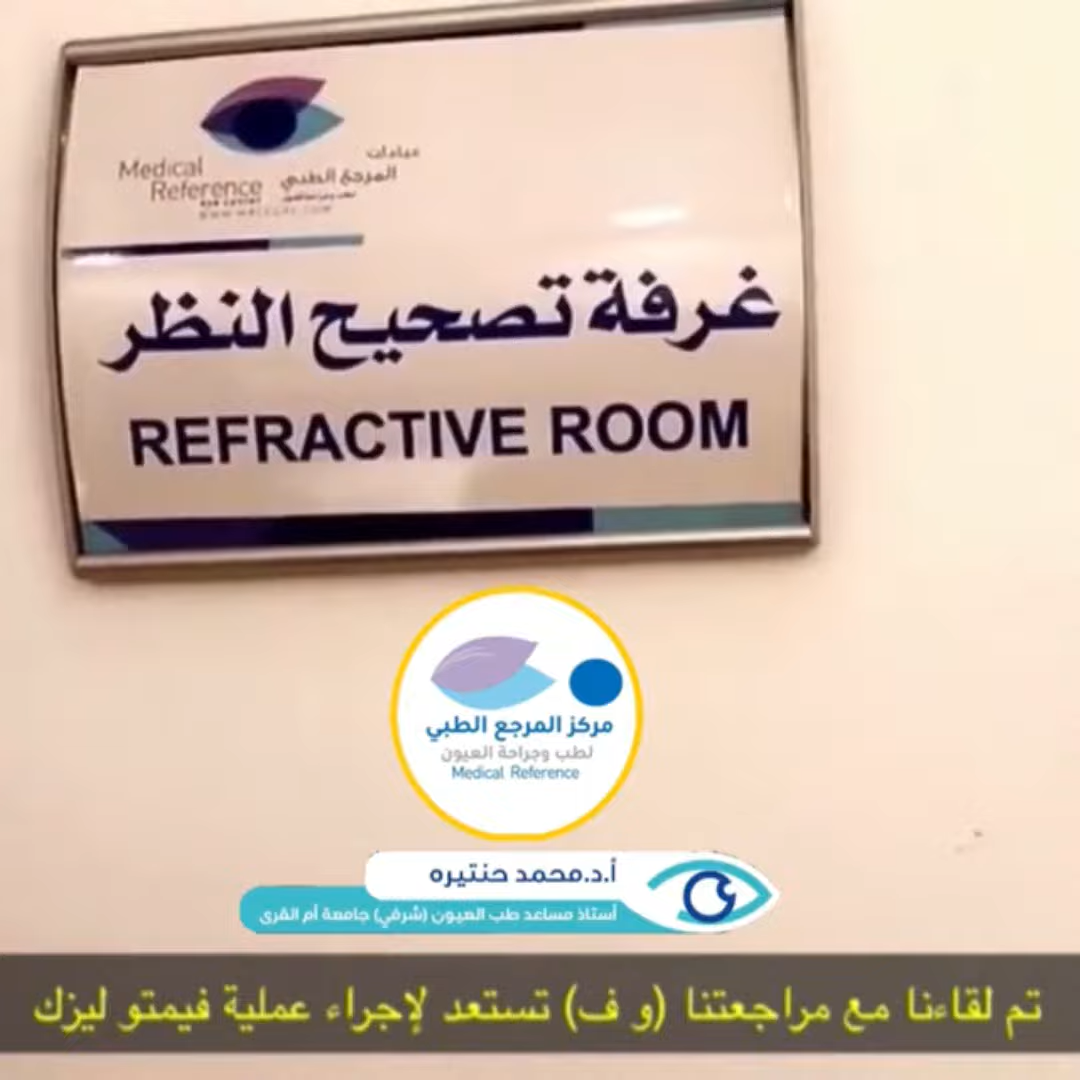 عيادات
المرجع الطبي
Medical
Reference
غرفة تصحيح النظر
REFRACTIVE ROOM
مركز المرجع الطبي
لطب وجراحة العيون
Medical Reference
أ.د.محمد حنتيره
أستاذ مساعد طب العيون (شرفي) جامعة أم القرى
تم لقاءنا مع مراجعتنا (و ف) تستعد لإجراء عملية فيمتو ليزك